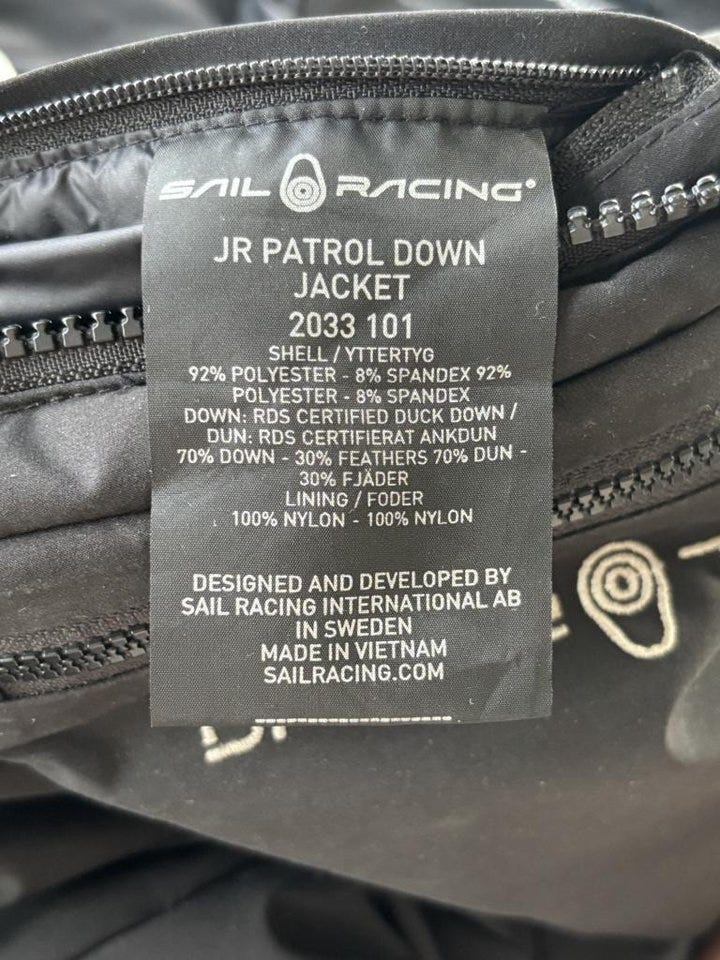 SAIL RACING®
JR PATROL DOWN
JACKET
2033 101
SHELL / YTTERTYG
92% POLYESTER - 8% SPANDEX 92%
POLYESTER - 8% SPANDEX
DOWN: RDS CERTIFIED DUCK DOWN /
DUN: RDS CERTIFIERAT ANKDUN
70% DOWN - 30% FEATHERS 70% DUN -
30% FJÄDER
LINING / FODER
100% NYLON - 100% NYLON
DESIGNED AND DEVELOPED BY
SAIL RACING INTERNATIONAL AB
IN SWEDEN
MADE IN VIETNAM
SAILRACING.COM